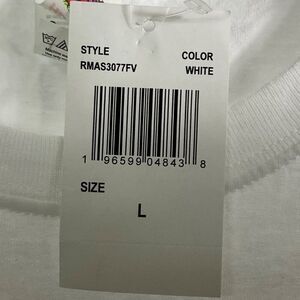 STYLE COLOR
RMAS3077FV WHITE
1 96599 04843 8
SIZE
L